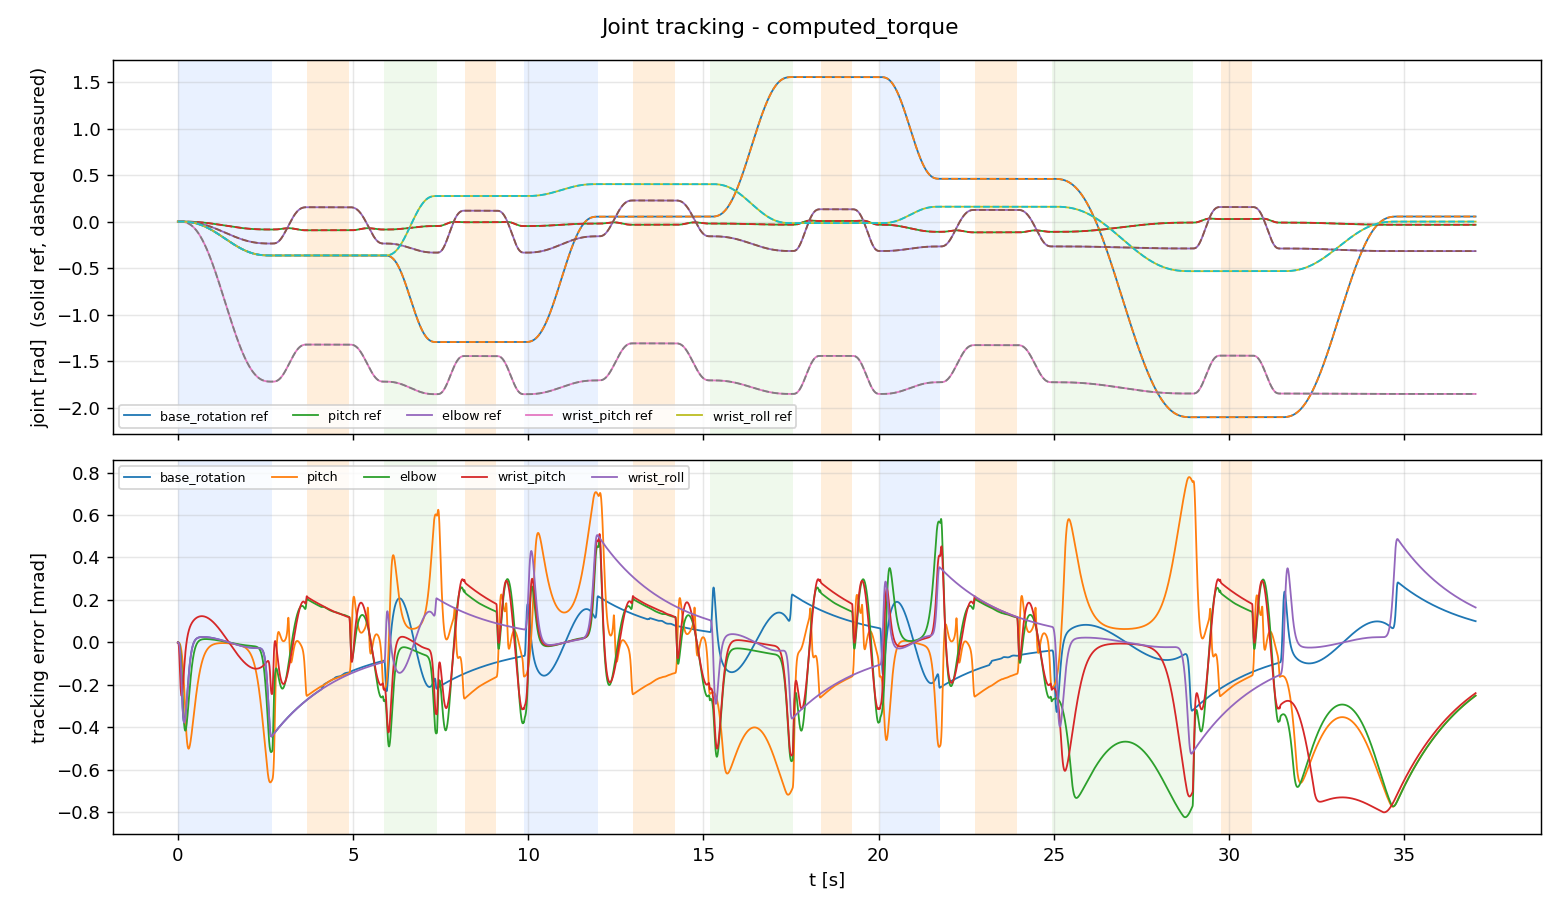 Joint tracking - computed_torque
joint [rad] (solid ref, dashed measured)
1.5
1.0
0.5
0.0
−0.5
−1.0
−1.5
−2.0
base_rotation ref pitch ref elbow ref wrist_pitch ref wrist_roll ref
tracking error [mrad]
0.8
0.6
0.4
0.2
0.0
−0.2
−0.4
−0.6
−0.8
base_rotation pitch elbow wrist_pitch wrist_roll
0 5 10 15 20 25 30 35
t [s]